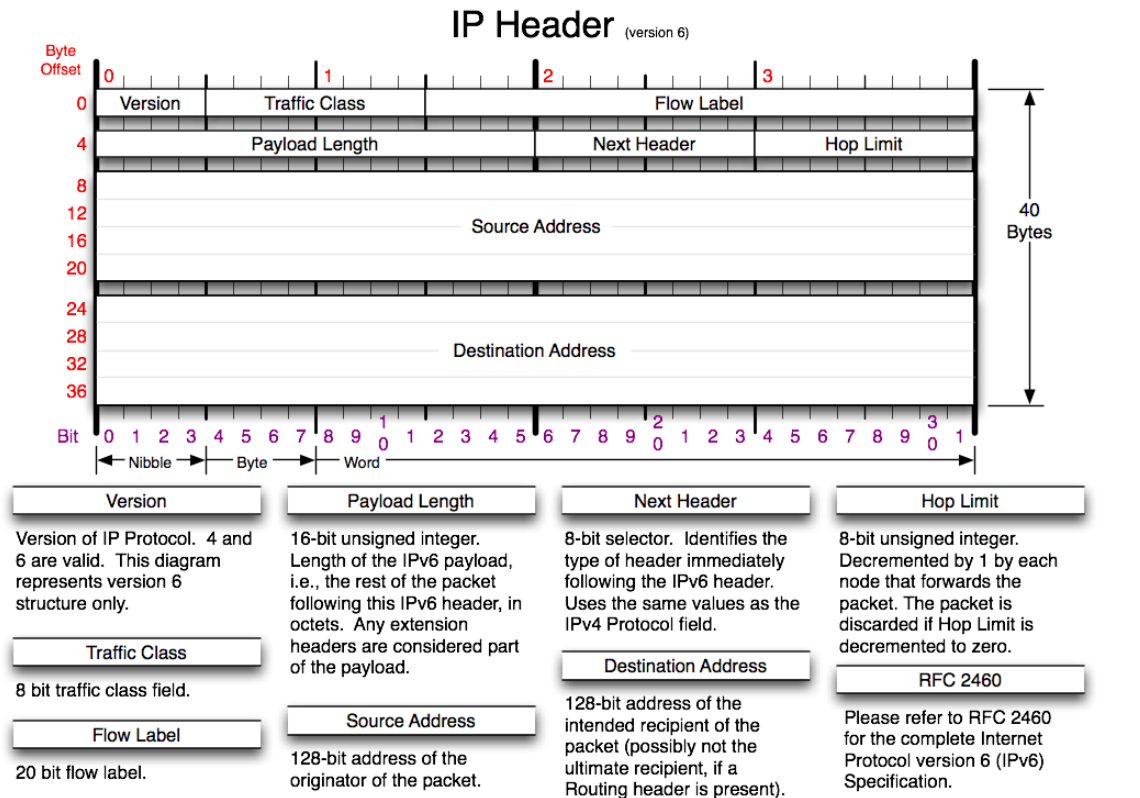 IP Header (version 6)
Byte
Offset
0 1 2 3
0 Version Traffic Class Flow Label
4 Payload Length Next Header Hop Limit
8
12
Source Address
16
20
40
Bytes
24
28
Destination Address
32
36
Bit 0 1 2 3 4 5 6 7 8 9 10 1 2 3 4 5 6 7 8 9 20 1 2 3 4 5 6 7 8 9 30 1
Nibble Byte Word
Version
Version of IP Protocol. 4 and
6 are valid. This diagram
represents version 6
structure only.
Traffic Class
8 bit traffic class field.
Flow Label
20 bit flow label.
Payload Length
16-bit unsigned integer.
Length of the IPv6 payload,
i.e., the rest of the packet
following this IPv6 header, in
octets. Any extension
headers are considered part
of the payload.
Source Address
128-bit address of the
originator of the packet.
Next Header
8-bit selector. Identifies the
type of header immediately
following the IPv6 header.
Uses the same values as the
IPv4 Protocol field.
Destination Address
128-bit address of the
intended recipient of the
packet (possibly not the
ultimate recipient, if a
Routing header is present).
Hop Limit
8-bit unsigned integer.
Decremented by 1 by each
node that forwards the
packet. The packet is
discarded if Hop Limit is
decremented to zero.
RFC 2460
Please refer to RFC 2460
for the complete Internet
Protocol version 6 (IPv6)
Specification.